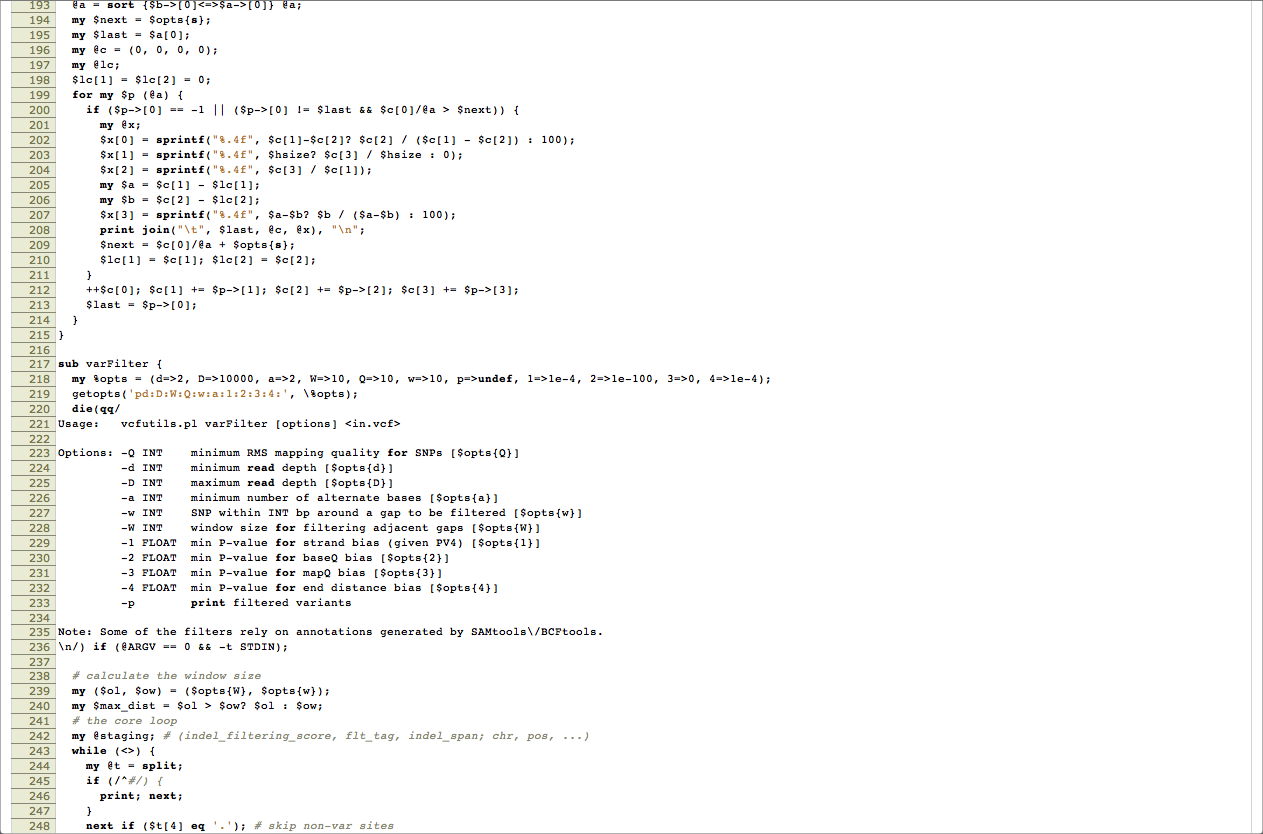 193 @a = sort {$b->[0]<=>$a->[0]} @a;
194 my $next = $opts{s};
195 my $last = $a[0];
196 my @c = (0, 0, 0, 0);
197 my @lc;
198 $lc[1] = $lc[2] = 0;
199 for my $p (@a) {
200 if ($p->[0] == -1 || ($p->[0] != $last && $c[0]/@a > $next)) {
201 my @x;
202 $x[0] = sprintf("%.4f", $c[1]-$c[2]? $c[2] / ($c[1] - $c[2]) : 100);
203 $x[1] = sprintf("%.4f", $hsize? $c[3] / $hsize : 0);
204 $x[2] = sprintf("%.4f", $c[3] / $c[1]);
205 my $a = $c[1] - $lc[1];
206 my $b = $c[2] - $lc[2];
207 $x[3] = sprintf("%.4f", $a-$b? $b / ($a-$b) : 100);
208 print join("\t", $last, @c, @x), "\n";
209 $next = $c[0]/@a + $opts{s};
210 $lc[1] = $c[1]; $lc[2] = $c[2];
211 }
212 ++$c[0]; $c[1] += $p->[1]; $c[2] += $p->[2]; $c[3] += $p->[3];
213 $last = $p->[0];
214 }
215 }
216
217 sub varFilter {
218 my %opts = (d=>2, D=>10000, a=>2, W=>10, Q=>10, w=>10, p=>undef, 1=>1e-4, 2=>1e-100, 3=>0, 4=>1e-4);
219 getopts('pd:D:W:Q:w:a:1:2:3:4:', \%opts);
220 die(qq/
221 Usage: vcfutils.pl varFilter [options] <in.vcf>
222
223 Options: -Q INT minimum RMS mapping quality for SNPs [$opts{Q}]
224 -d INT minimum read depth [$opts{d}]
225 -D INT maximum read depth [$opts{D}]
226 -a INT minimum number of alternate bases [$opts{a}]
227 -w INT SNP within INT bp around a gap to be filtered [$opts{w}]
228 -W INT window size for filtering adjacent gaps [$opts{W}]
229 -1 FLOAT min P-value for strand bias (given PV4) [$opts{1}]
230 -2 FLOAT min P-value for baseQ bias [$opts{2}]
231 -3 FLOAT min P-value for mapQ bias [$opts{3}]
232 -4 FLOAT min P-value for end distance bias [$opts{4}]
233 -p print filtered variants
234
235 Note: Some of the filters rely on annotations generated by SAMtools\/BCFtools.
236 \n/) if (@ARGV == 0 && -t STDIN);
237
238 # calculate the window size
239 my ($ol, $ow) = ($opts{W}, $opts{w});
240 my $max_dist = $ol > $ow? $ol : $ow;
241 # the core loop
242 my @staging; # (indel_filtering_score, flt_tag, indel_span; chr, pos, ...)
243 while (<>) {
244 my @t = split;
245 if (/^#/) {
246 print; next;
247 }
248 next if ($t[4] eq '.'); # skip non-var sites